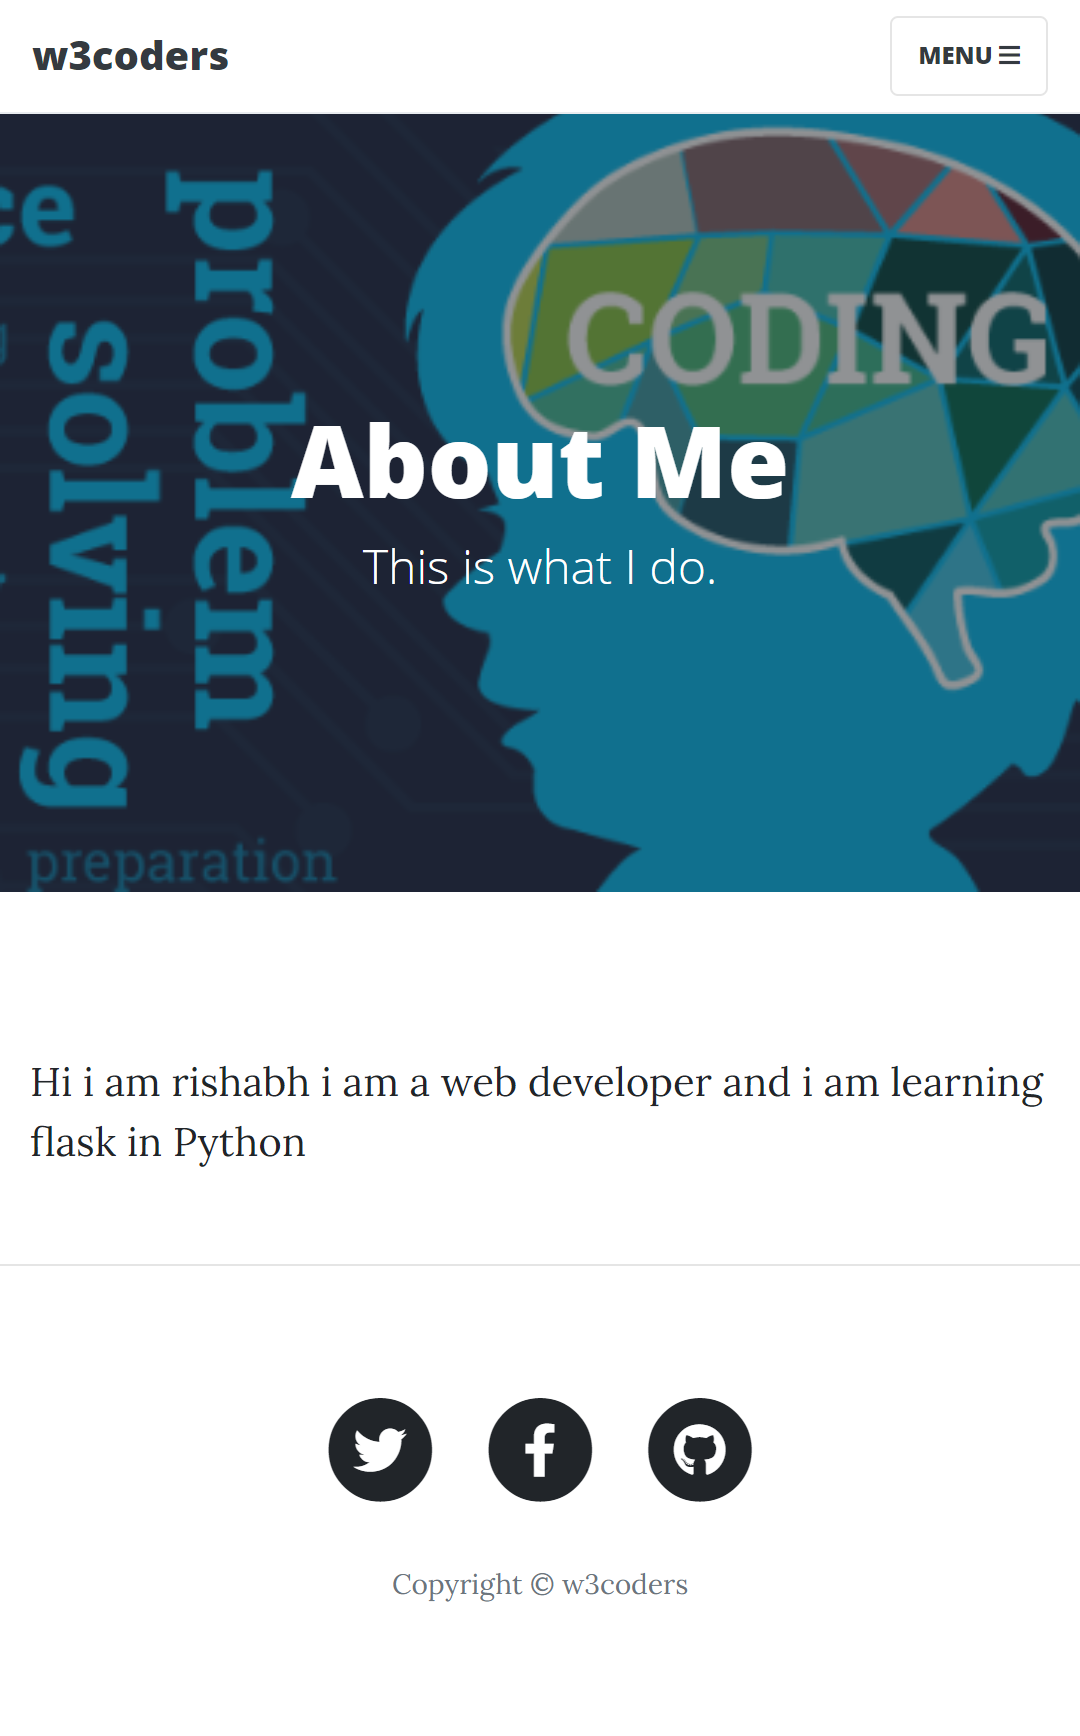 w3coders
MENU
ce
problem
solving
CODING
About Me
This is what I do.
preparation
Hi i am rishabh i am a web developer and i am learning
flask in Python
Copyright © w3coders